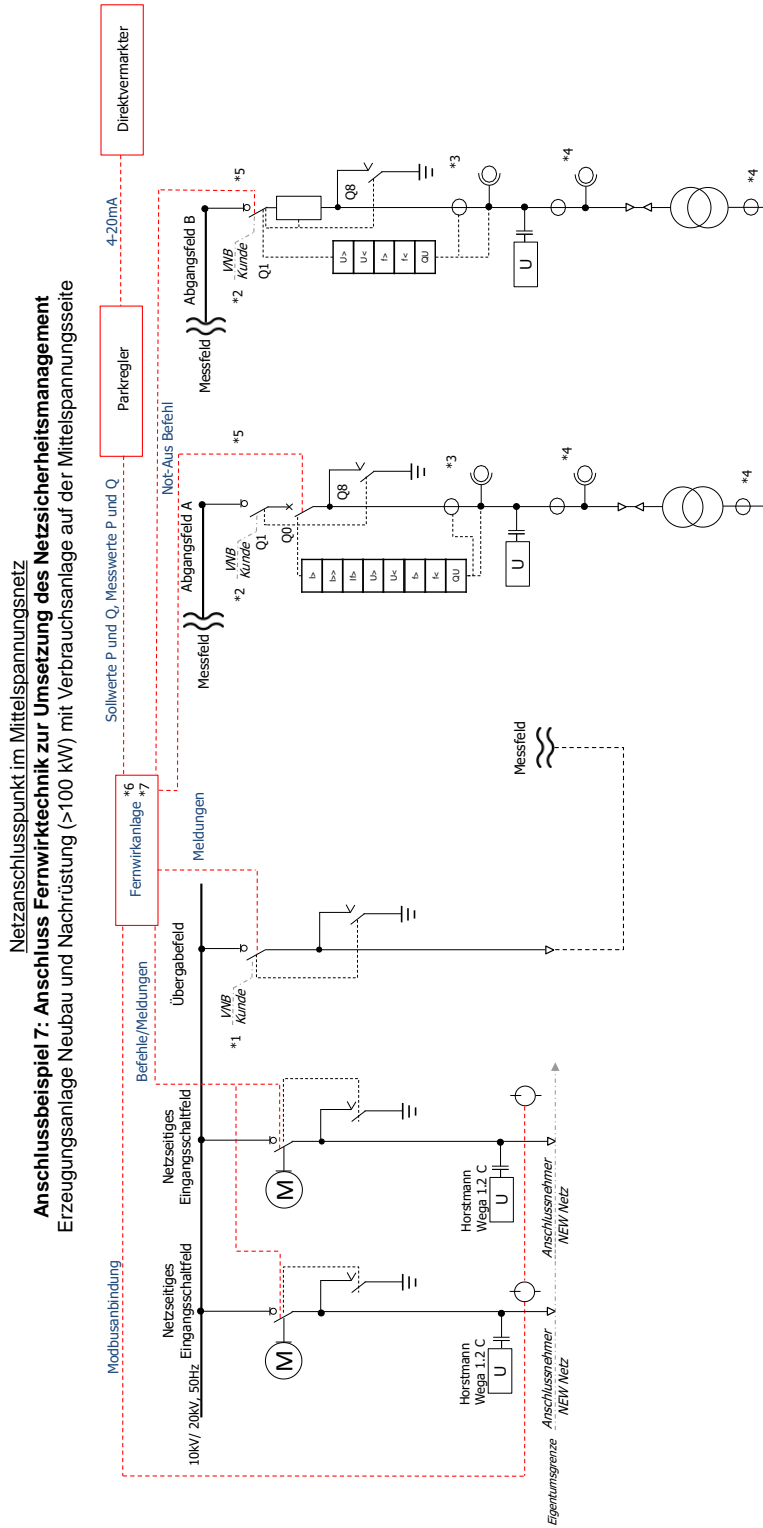 Netzanschlusspunkt im Mittelspannungsnetz
Anschlussbeispiel 7: Anschluss Fernwirktechnik zur Umsetzung des Netzsicherheitsmanagement
Erzeugungsanlage Neubau und Nachrüstung (>100 kW) mit Verbrauchsanlage auf der Mittelspannungsseite
Modbusanbindung
Fernwirkanlage
*6
*7
Sollwerte P und Q, Messwerte P und Q
Parkregler
4-20mA
Direktvermarkter
Befehle/Meldungen
Meldungen
Not-Aus Befehl
10kV/ 20kV, 50Hz
Netzseitiges
Eingangsschaltfeld
M
Horstmann
Wega 1.2 C
U
Netzseitiges
Eingangsschaltfeld
M
Horstmann
Wega 1.2 C
U
Eigentumsgrenze
Anschlussnehmer
NEW Netz
Anschlussnehmer
NEW Netz
Übergabefeld
*1
VNB
Kunde
Messfeld
Messfeld
Abgangsfeld A
*5
*2
VNB
Kunde
Q1
Q0
Q8
I>
I>>
If>
U>
U<
f>
f<
QU
*3
U
*4
*4
Messfeld
Abgangsfeld B
*5
*2
VNB
Kunde
Q1
Q8
U>
U<
f>
f<
QU
*3
U
*4
*4